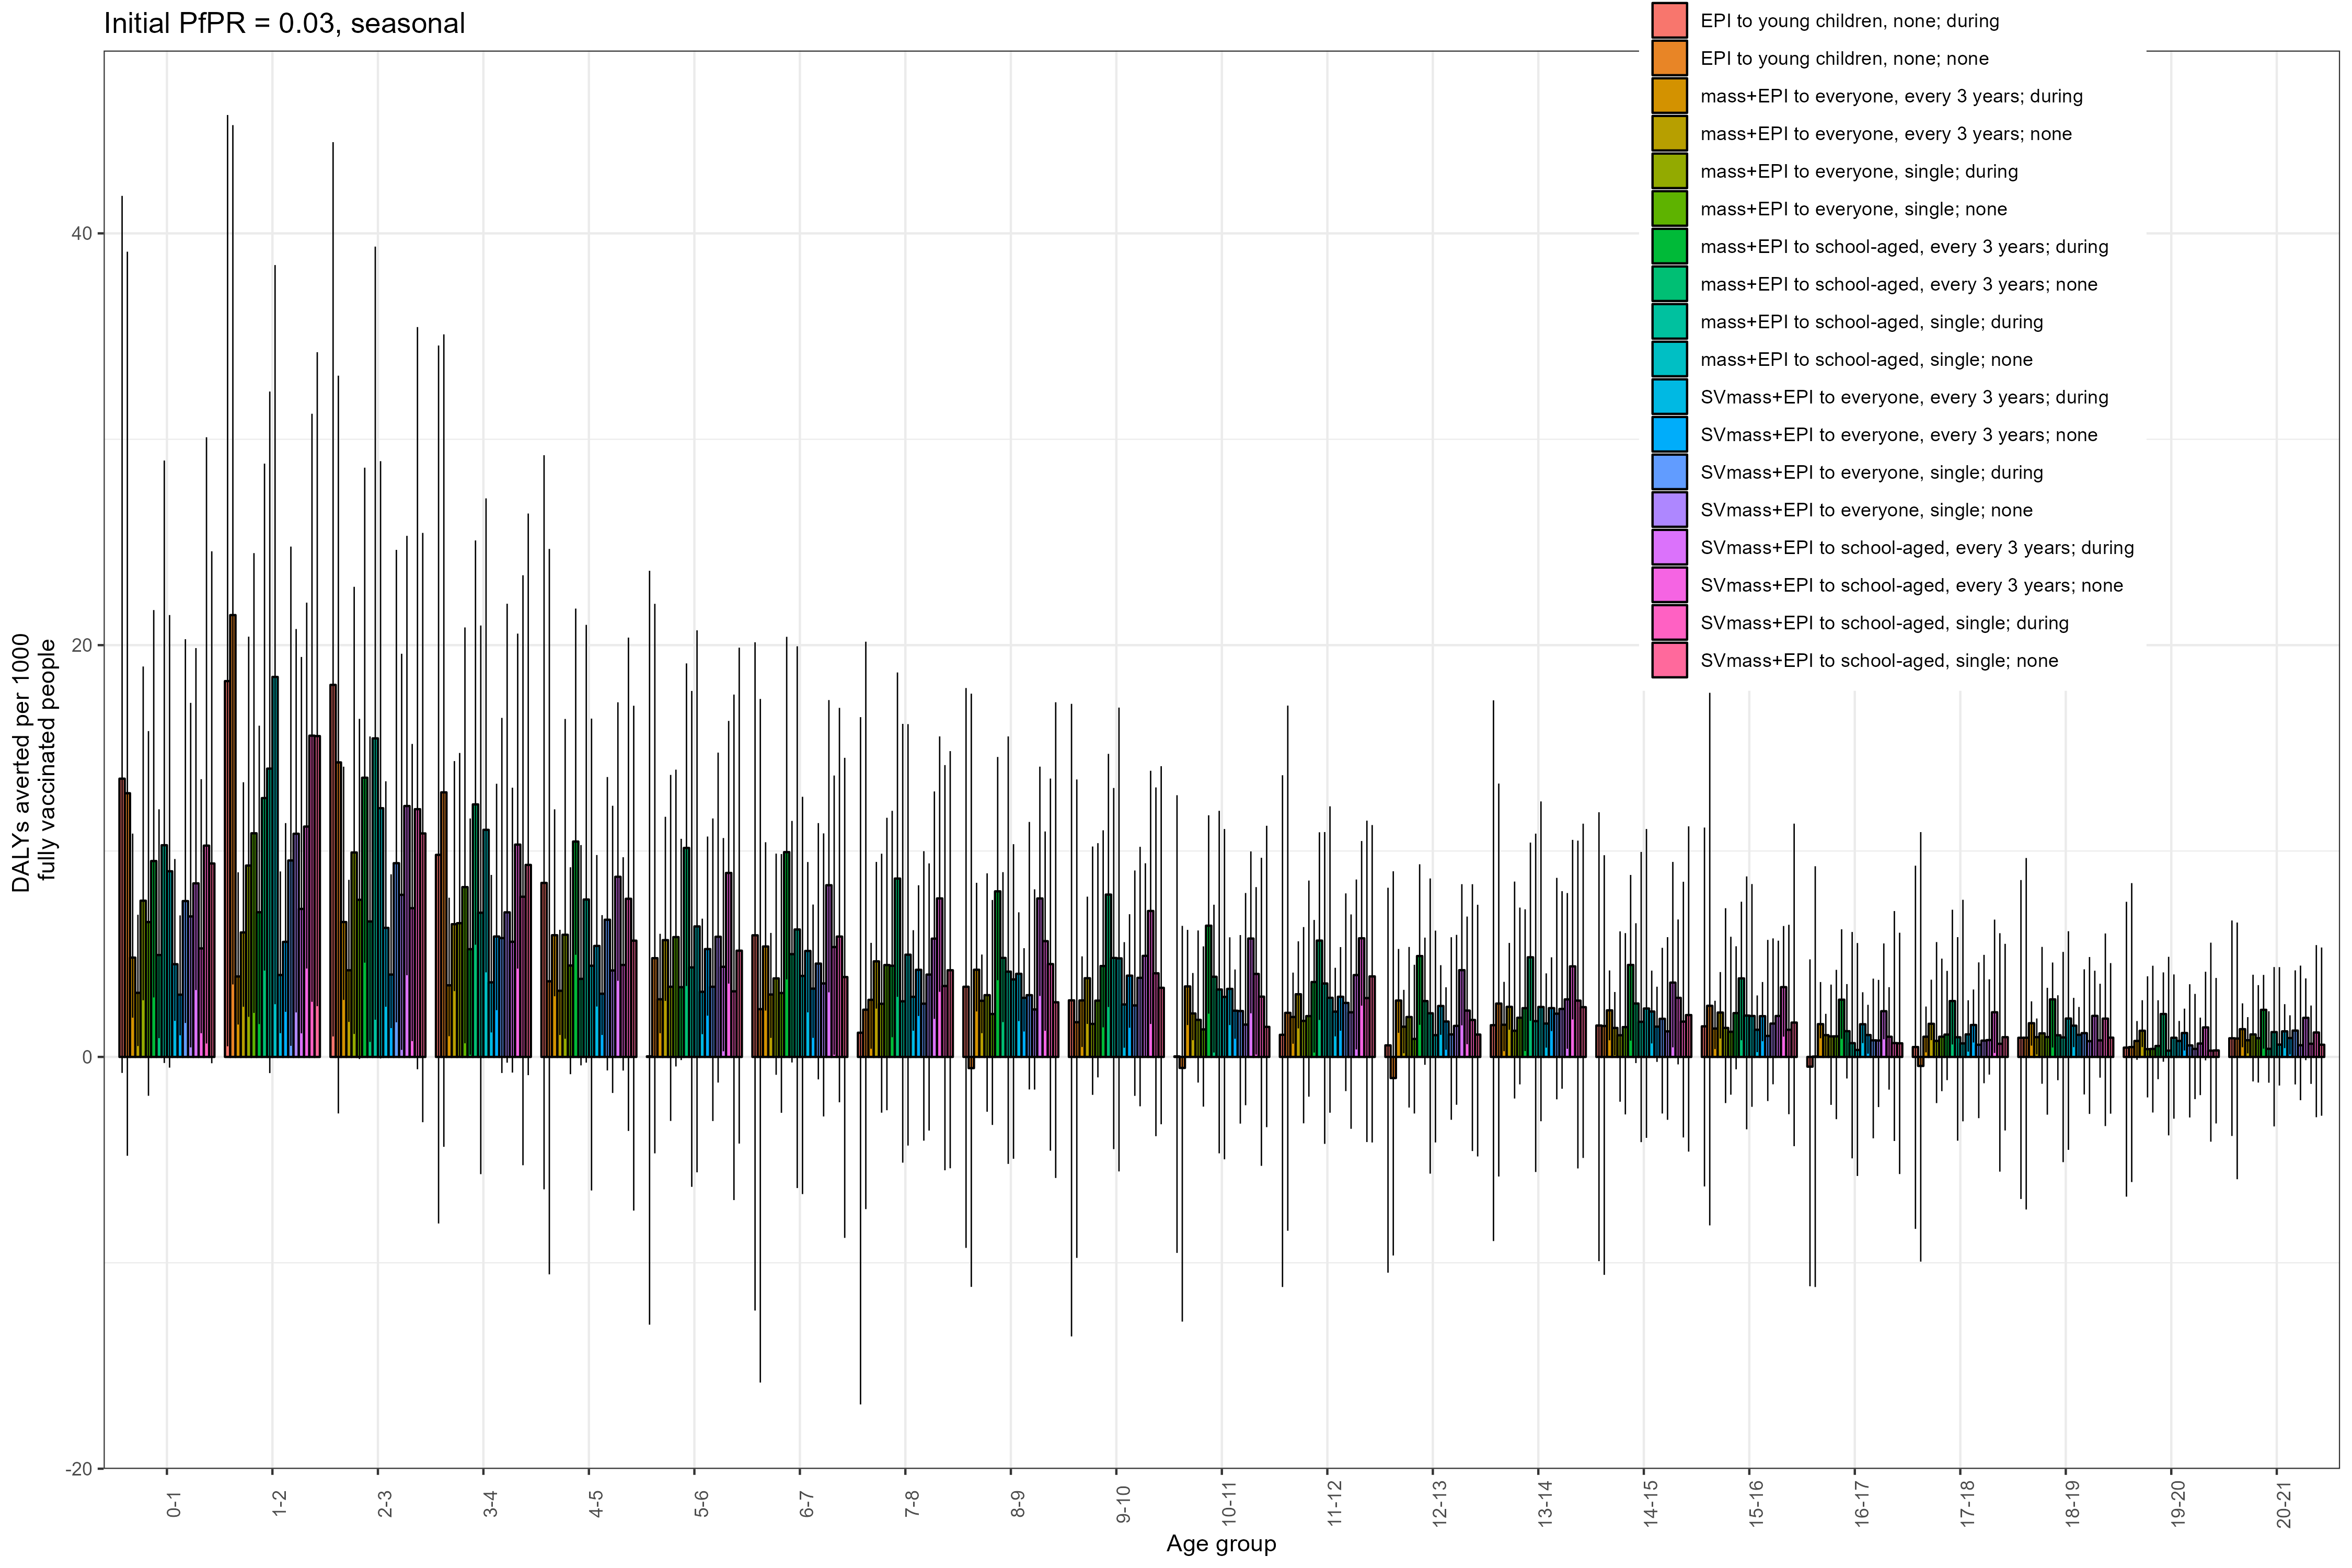 Initial PfPR = 0.03, seasonal
EPI to young children, none; during
EPI to young children, none; none
mass+EPI to everyone, every 3 years; during
mass+EPI to everyone, every 3 years; none
mass+EPI to everyone, single; during
mass+EPI to everyone, single; none
mass+EPI to school-aged, every 3 years; during
mass+EPI to school-aged, every 3 years; none
mass+EPI to school-aged, single; during
mass+EPI to school-aged, single; none
SVmass+EPI to everyone, every 3 years; during
SVmass+EPI to everyone, every 3 years; none
SVmass+EPI to everyone, single; during
SVmass+EPI to everyone, single; none
SVmass+EPI to school-aged, every 3 years; during
SVmass+EPI to school-aged, every 3 years; none
SVmass+EPI to school-aged, single; during
SVmass+EPI to school-aged, single; none
DALYs averted per 1000
fully vaccinated people
40
20
0
-20
0-1
1-2
2-3
3-4
4-5
5-6
6-7
7-8
8-9
9-10
10-11
11-12
12-13
13-14
14-15
15-16
16-17
17-18
18-19
19-20
20-21
Age group